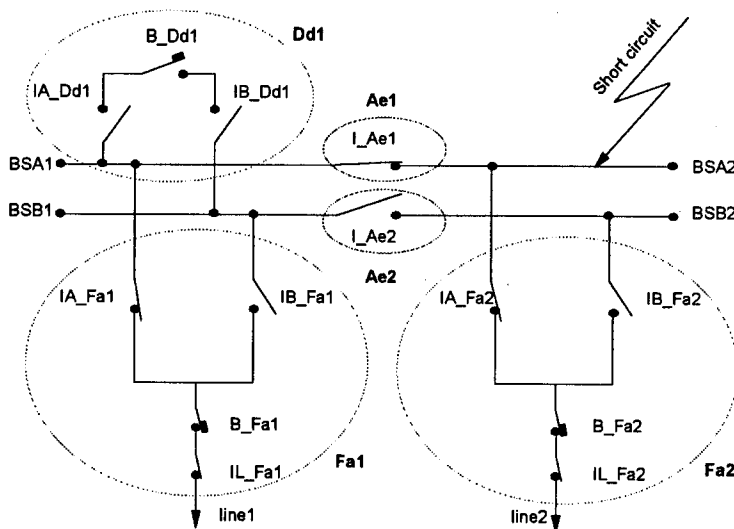 B_Dd1
Dd1
IA_Dd1
IB_Dd1
Short circuit
Ae1
I_Ae1
BSA1
BSA2
BSB1
BSB2
I_Ae2
Ae2
IA_Fa1
IB_Fa1
IA_Fa2
IB_Fa2
B_Fa1
B_Fa2
IL_Fa1
Fa1
IL_Fa2
Fa2
line1
line2